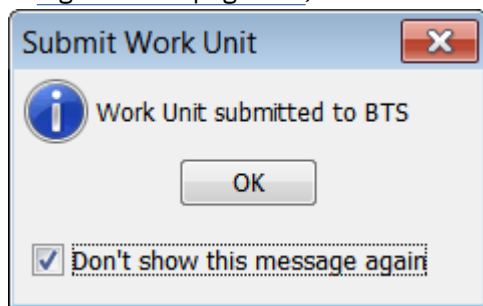 Submit Work Unit
Work Unit submitted to BTS
OK
Don't show this message again